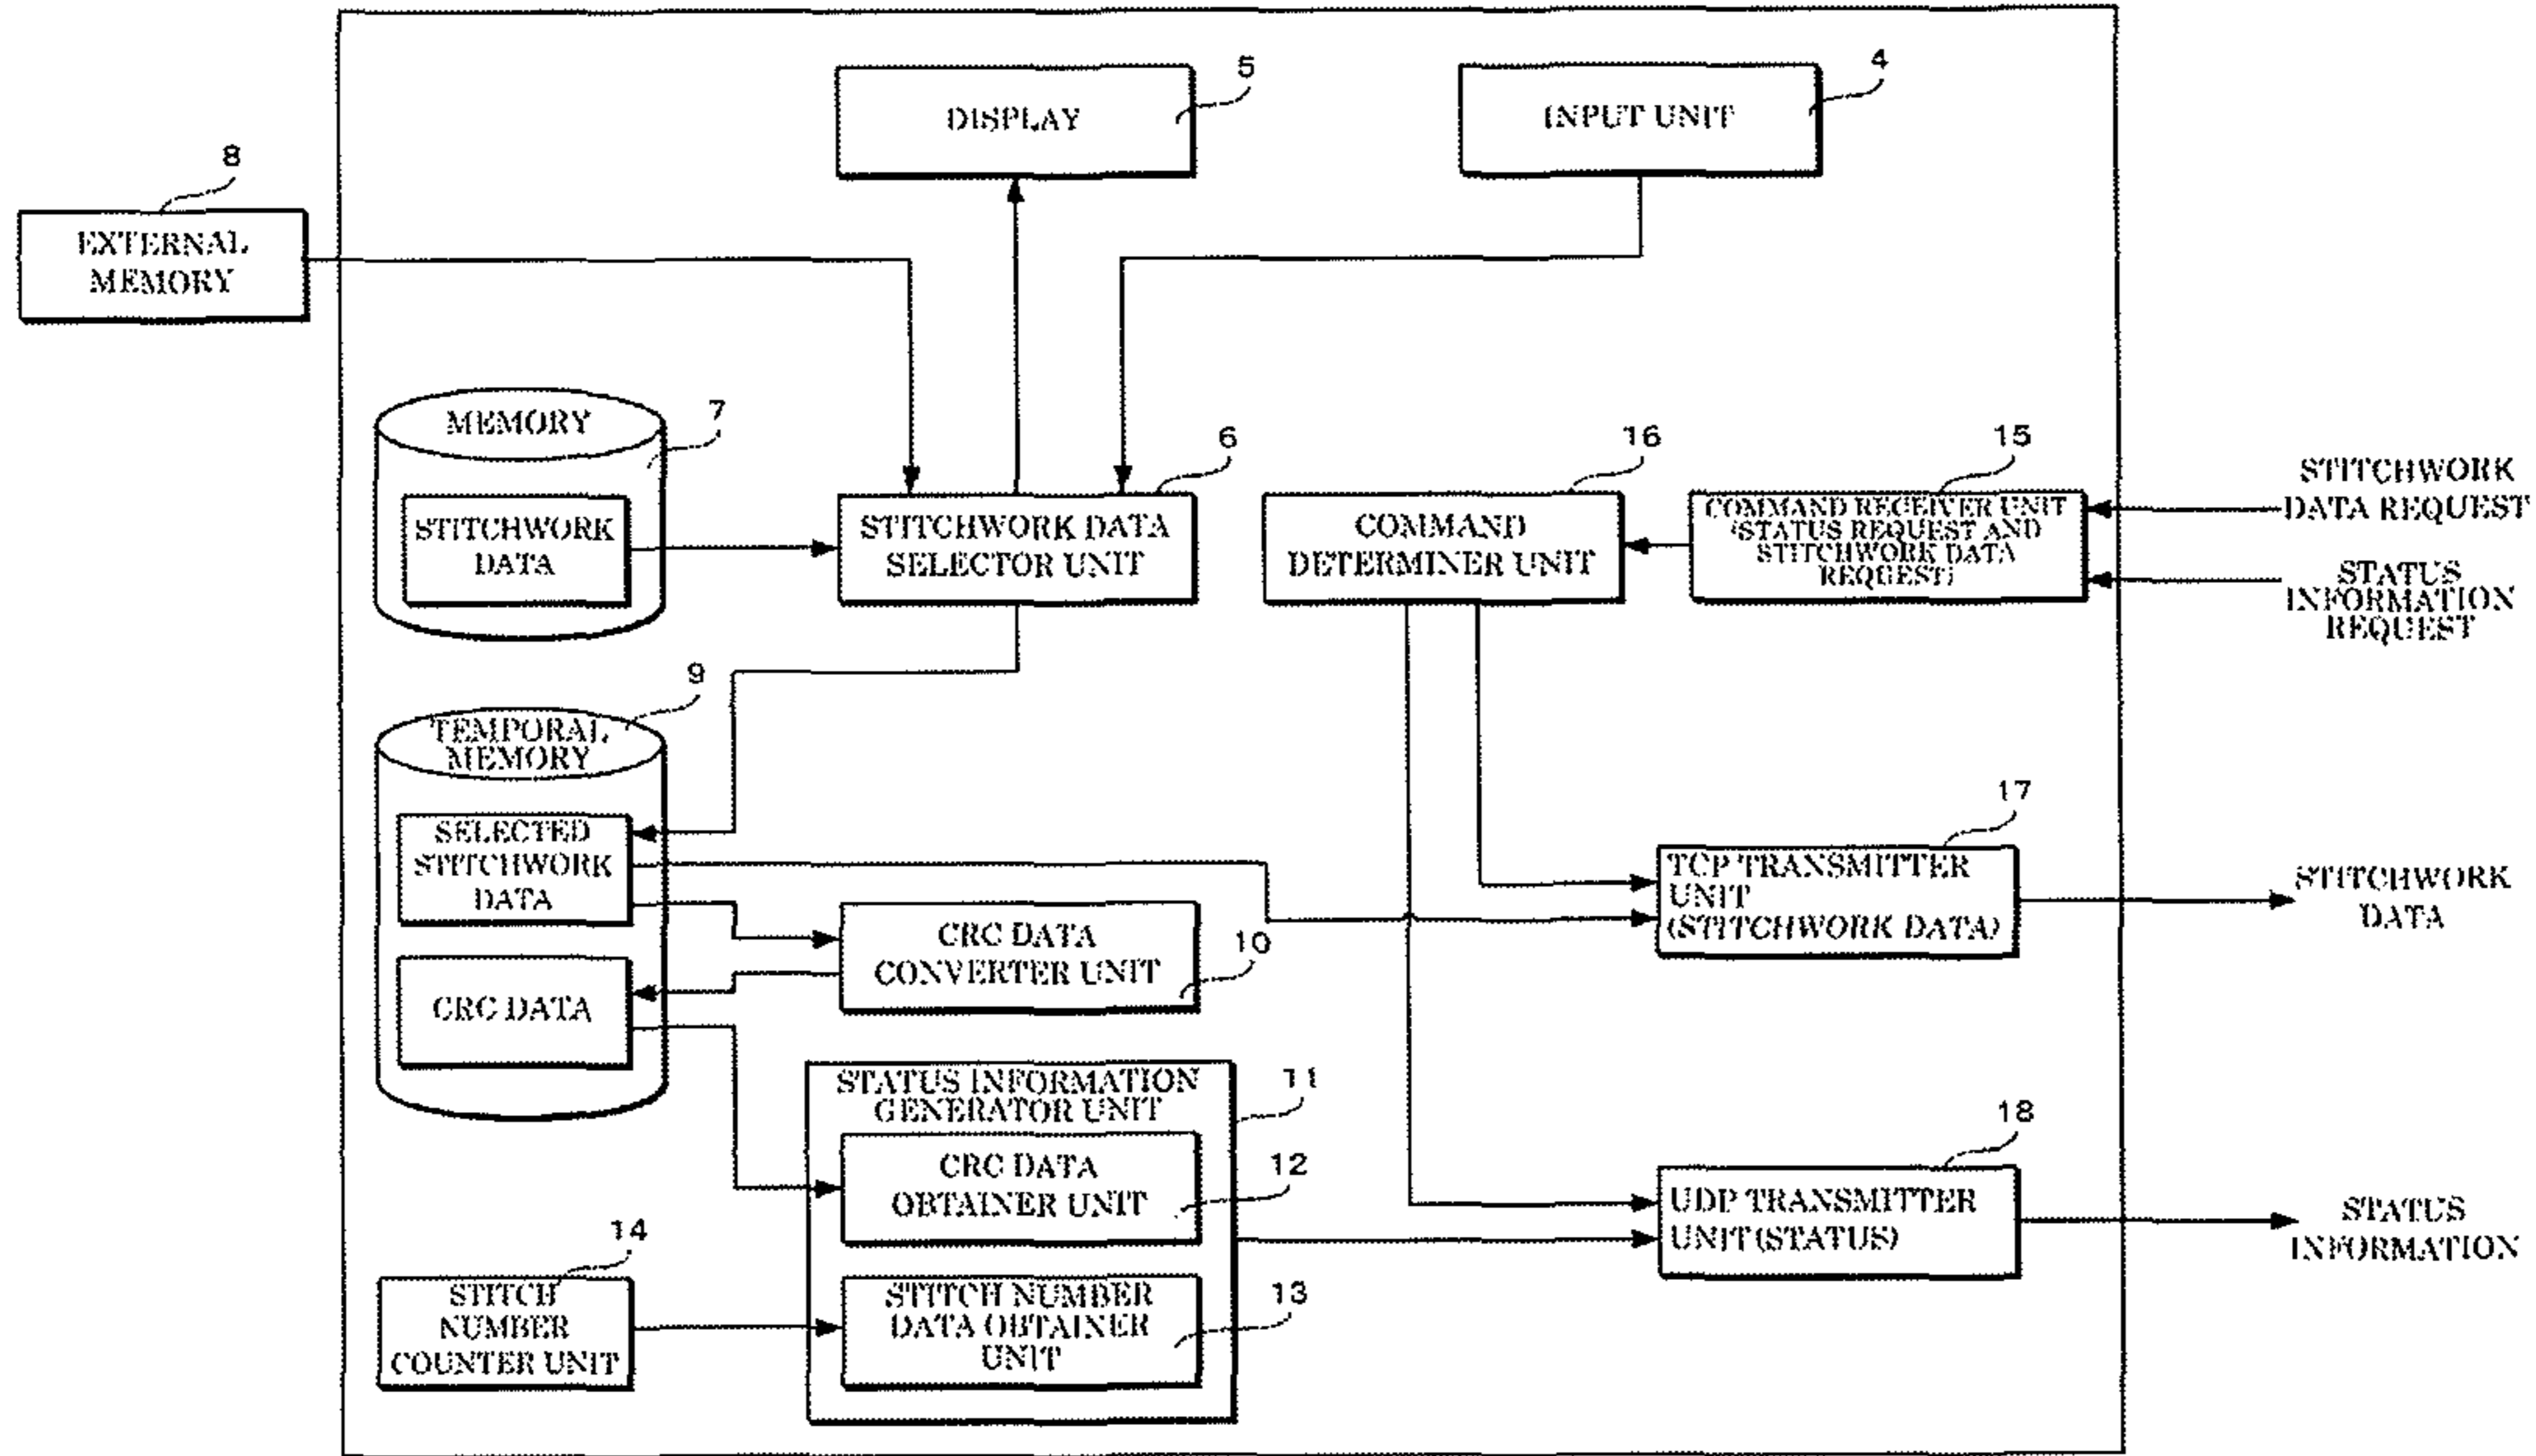 5
DISPLAY
4
INPUT UNIT
8
EXTERNAL
MEMORY
7
MEMORY
STITCHWORK
DATA
6
STITCHWORK DATA
SELECTOR UNIT
16
COMMAND
DETERMINER UNIT
15
COMMAND RECEIVER UNIT
(STATUS REQUEST AND
STITCHWORK DATA
REQUEST)
STITCHWORK
DATA REQUEST
STATUS
INFORMATION
REQUEST
9
TEMPORAL
MEMORY
SELECTED
STITCHWORK
DATA
CRC DATA
CRC DATA
CONVERTER UNIT
10
17
TCP TRANSMITTER
UNIT
(STITCHWORK DATA)
STITCHWORK
DATA
STATUS INFORMATION
GENERATOR UNIT
11
CRC DATA
OBTAINER UNIT
12
18
UDP TRANSMITTER
UNIT (STATUS)
STATUS
INFORMATION
14
STITCH
NUMBER
COUNTER UNIT
STITCH NUMBER
DATA OBTAINER
UNIT
13